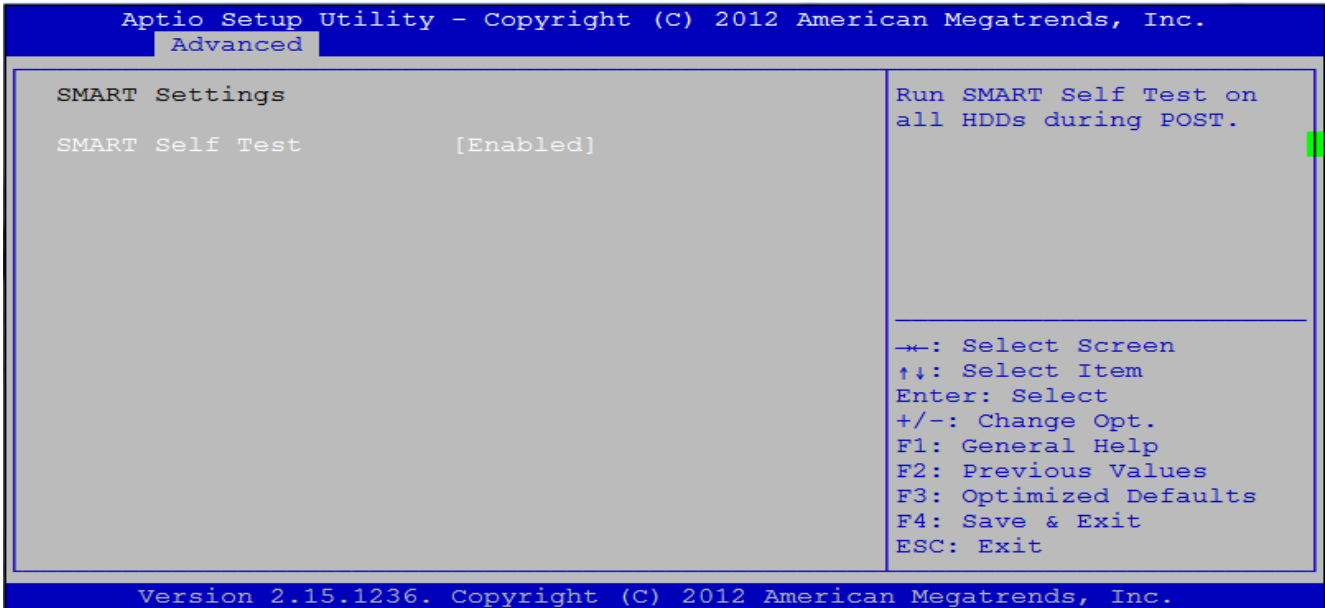 Aptio Setup Utility – Copyright (C) 2012 American Megatrends, Inc.
Advanced
SMART Settings
SMART Self Test [Enabled]
Run SMART Self Test on
all HDDs during POST.
→←: Select Screen
↑↓: Select Item
Enter: Select
+/-: Change Opt.
F1: General Help
F2: Previous Values
F3: Optimized Defaults
F4: Save & Exit
ESC: Exit
Version 2.15.1236. Copyright (C) 2012 American Megatrends, Inc.